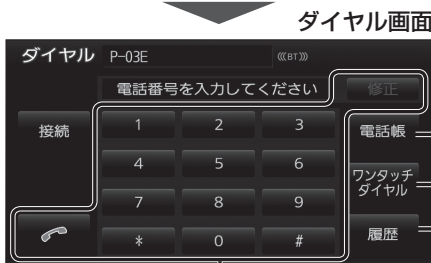 ダイヤル画面
ダイヤル P-03E (((BT)))
電話番号を入力してください 修正
接続 1 2 3 電話帳
4 5 6 ワンタッチ
ダイヤル
7 8 9
* 0 # 履歴